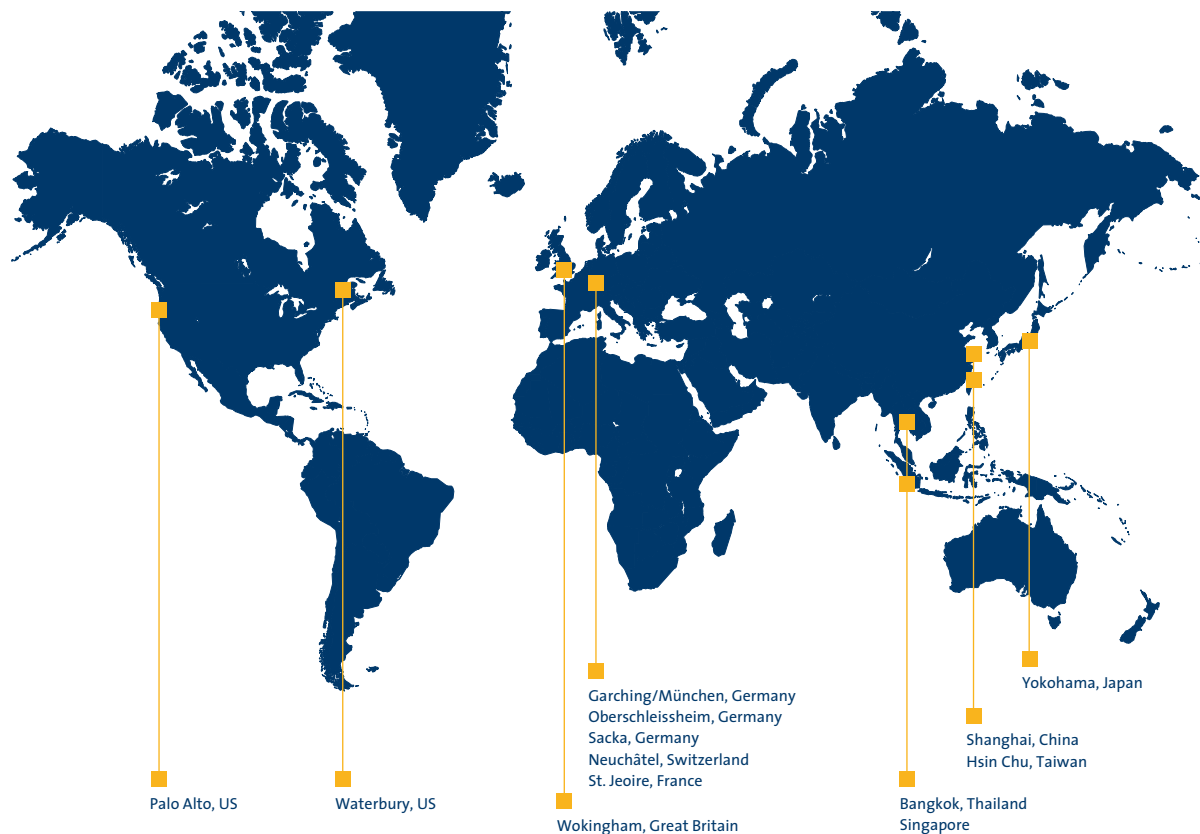 Palo Alto, US
Waterbury, US
Wokingham, Great Britain
Garching/München, Germany
Oberschleissheim, Germany
Sacka, Germany
Neuchâtel, Switzerland
St. Jeoire, France
Bangkok, Thailand
Singapore
Shanghai, China
Hsin Chu, Taiwan
Yokohama, Japan